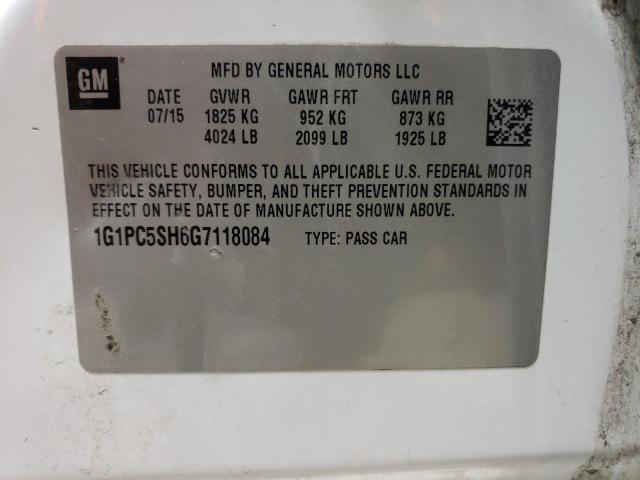 GM
MFD BY GENERAL MOTORS LLC
DATE GVWR GAWR FRT GAWR RR
07/15 1825 KG 952 KG 873 KG
4024 LB 2099 LB 1925 LB
THIS VEHICLE CONFORMS TO ALL APPLICABLE U.S. FEDERAL MOTOR
VEHICLE SAFETY, BUMPER, AND THEFT PREVENTION STANDARDS IN
EFFECT ON THE DATE OF MANUFACTURE SHOWN ABOVE.
1G1PC5SH6G7118084 TYPE: PASS CAR